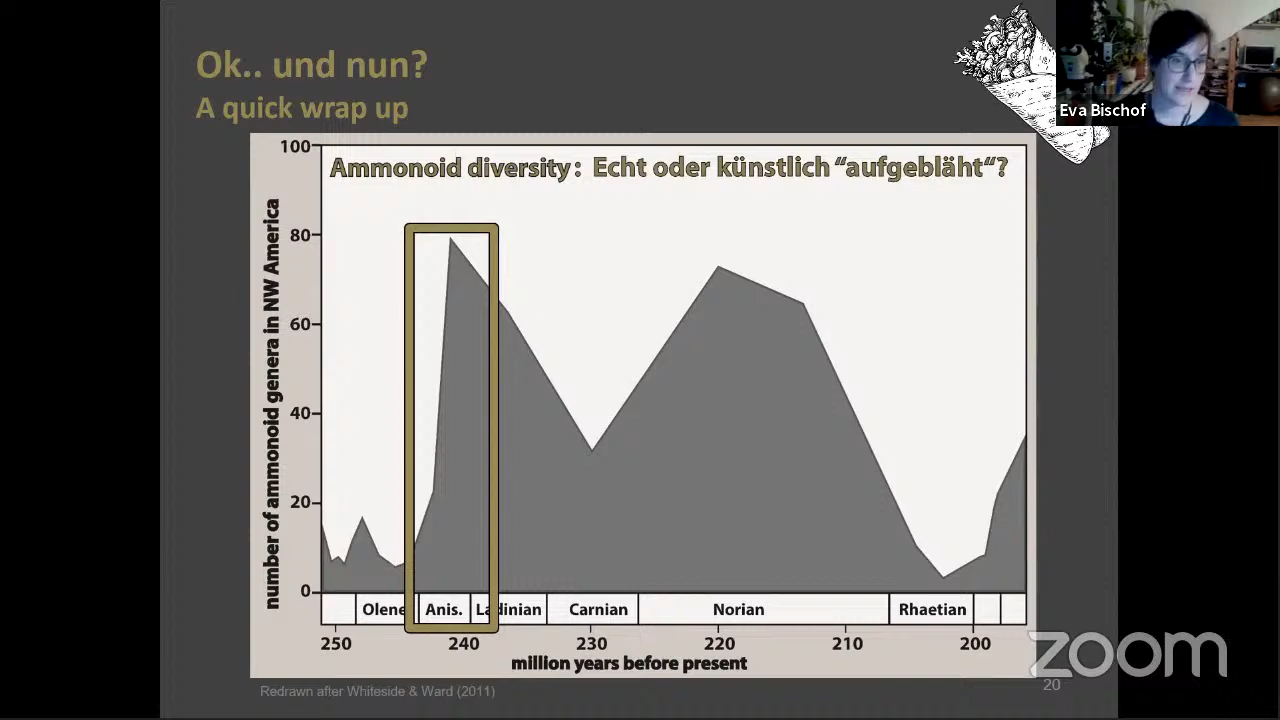 Ok.. und nun?
A quick wrap up
Eva Bischof
Ammonoid diversity: Echt oder künstlich “aufgebläht“?
number of ammonoid genera in NW America
100
80
60
40
20
0
Olene Anis. Ladinian Carnian Norian Rhaetian
250 240 230 220 210 200
million years before present
zoom
Redrawn after Whiteside & Ward (2011)
20